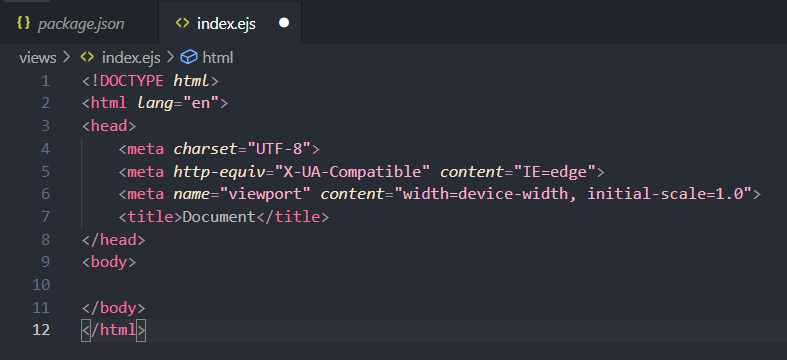 {} package.json
<> index.ejs
views > <> index.ejs > html
1 <!DOCTYPE html>
2 <html lang="en">
3 <head>
4     <meta charset="UTF-8">
5     <meta http-equiv="X-UA-Compatible" content="IE=edge">
6     <meta name="viewport" content="width=device-width, initial-scale=1.0">
7     <title>Document</title>
8 </head>
9 <body>
10
11 </body>
12 </html>